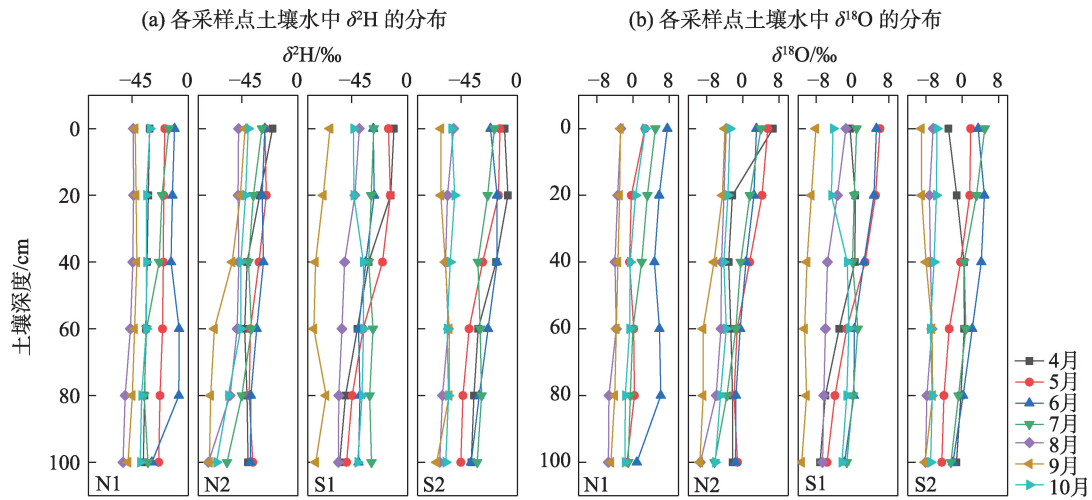 (a) 各采样点土壤水中 δ²H 的分布
(b) 各采样点土壤水中 δ¹⁸O 的分布
δ²H/‰
δ¹⁸O/‰
−45 0 −45 0 −45 0 −45 0
−8 0 8 −8 0 8 −8 0 8 −8 0 8
0
20
40
60
80
100
土壤深度/cm
N1 N2 S1 S2
0
20
40
60
80
100
N1 N2 S1 S2
4月
5月
6月
7月
8月
9月
10月